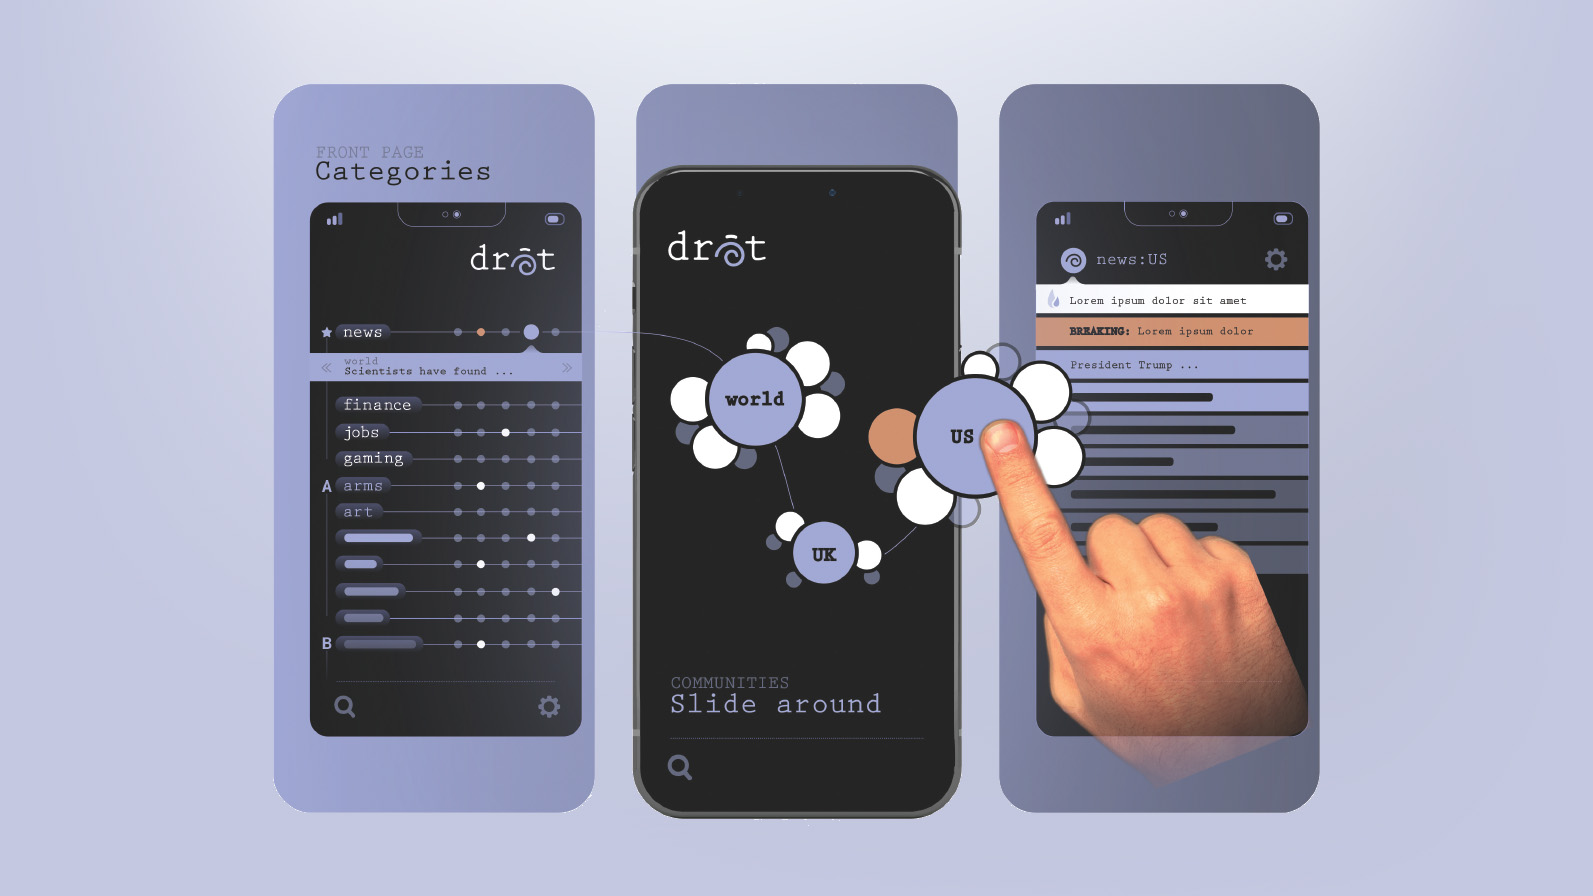 FRONT PAGE
Categories
drōt
news
world
Scientists have found ...
finance
jobs
gaming
A
arms
art
B
drōt
world
US
UK
COMMUNITIES
Slide around
news:US
Lorem ipsum dolor sit amet
BREAKING: Lorem ipsum dolor
President Trump ...